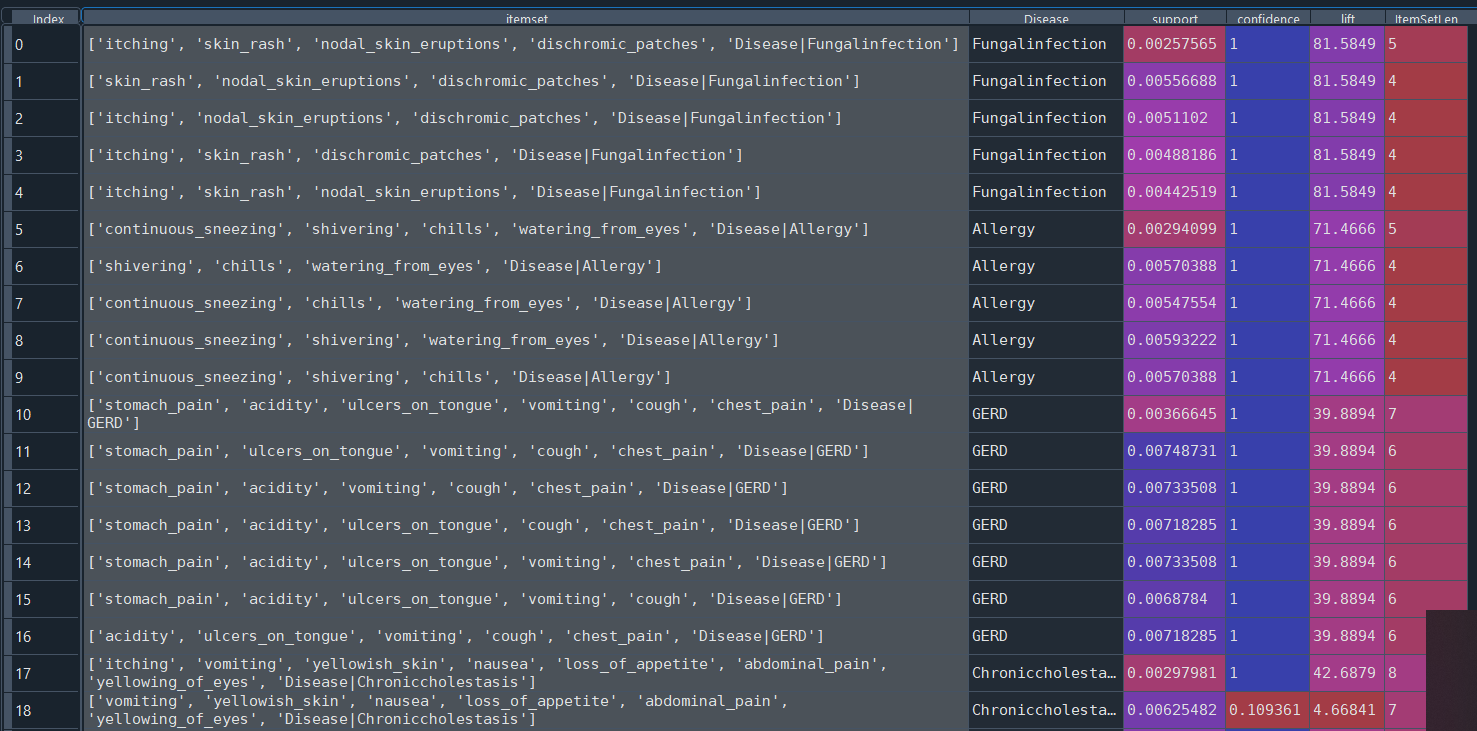 Index itemset Disease support confidence lift ItemSetLen
0 ['itching', 'skin_rash', 'nodal_skin_eruptions', 'dischromic_patches', 'Disease|Fungalinfection'] Fungalinfection 0.00257565 1 81.5849 5
1 ['skin_rash', 'nodal_skin_eruptions', 'dischromic_patches', 'Disease|Fungalinfection'] Fungalinfection 0.00556688 1 81.5849 4
2 ['itching', 'nodal_skin_eruptions', 'dischromic_patches', 'Disease|Fungalinfection'] Fungalinfection 0.0051102 1 81.5849 4
3 ['itching', 'skin_rash', 'dischromic_patches', 'Disease|Fungalinfection'] Fungalinfection 0.00488186 1 81.5849 4
4 ['itching', 'skin_rash', 'nodal_skin_eruptions', 'Disease|Fungalinfection'] Fungalinfection 0.00442519 1 81.5849 4
5 ['continuous_sneezing', 'shivering', 'chills', 'watering_from_eyes', 'Disease|Allergy'] Allergy 0.00294099 1 71.4666 5
6 ['shivering', 'chills', 'watering_from_eyes', 'Disease|Allergy'] Allergy 0.00570388 1 71.4666 4
7 ['continuous_sneezing', 'chills', 'watering_from_eyes', 'Disease|Allergy'] Allergy 0.00547554 1 71.4666 4
8 ['continuous_sneezing', 'shivering', 'watering_from_eyes', 'Disease|Allergy'] Allergy 0.00593222 1 71.4666 4
9 ['continuous_sneezing', 'shivering', 'chills', 'Disease|Allergy'] Allergy 0.00570388 1 71.4666 4
10 ['stomach_pain', 'acidity', 'ulcers_on_tongue', 'vomiting', 'cough', 'chest_pain', 'Disease|
GERD'] GERD 0.00366645 1 39.8894 7
11 ['stomach_pain', 'ulcers_on_tongue', 'vomiting', 'cough', 'chest_pain', 'Disease|GERD'] GERD 0.00748731 1 39.8894 6
12 ['stomach_pain', 'acidity', 'vomiting', 'cough', 'chest_pain', 'Disease|GERD'] GERD 0.00733508 1 39.8894 6
13 ['stomach_pain', 'acidity', 'ulcers_on_tongue', 'cough', 'chest_pain', 'Disease|GERD'] GERD 0.00718285 1 39.8894 6
14 ['stomach_pain', 'acidity', 'ulcers_on_tongue', 'vomiting', 'chest_pain', 'Disease|GERD'] GERD 0.00733508 1 39.8894 6
15 ['stomach_pain', 'acidity', 'ulcers_on_tongue', 'vomiting', 'cough', 'Disease|GERD'] GERD 0.0068784 1 39.8894 6
16 ['acidity', 'ulcers_on_tongue', 'vomiting', 'cough', 'chest_pain', 'Disease|GERD'] GERD 0.00718285 1 39.8894 6
17 ['itching', 'vomiting', 'yellowish_skin', 'nausea', 'loss_of_appetite', 'abdominal_pain',
'yellowing_of_eyes', 'Disease|Chroniccholestasis'] Chroniccholesta… 0.00297981 1 42.6879 8
18 ['vomiting', 'yellowish_skin', 'nausea', 'loss_of_appetite', 'abdominal_pain',
'yellowing_of_eyes', 'Disease|Chroniccholestasis'] Chroniccholesta… 0.00625482 0.109361 4.66841 7